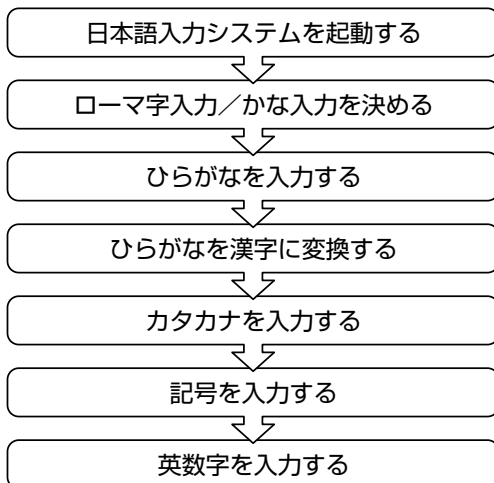 日本語入力システムを起動する
ローマ字入力／かな入力を決める
ひらがなを入力する
ひらがなを漢字に変換する
カタカナを入力する
記号を入力する
英数字を入力する